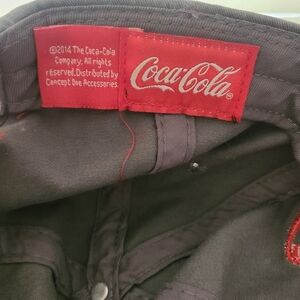 ©2014 The Coca-Cola
Company. All rights
reserved. Distributed by
Concept One Accessories.
Coca-Cola®